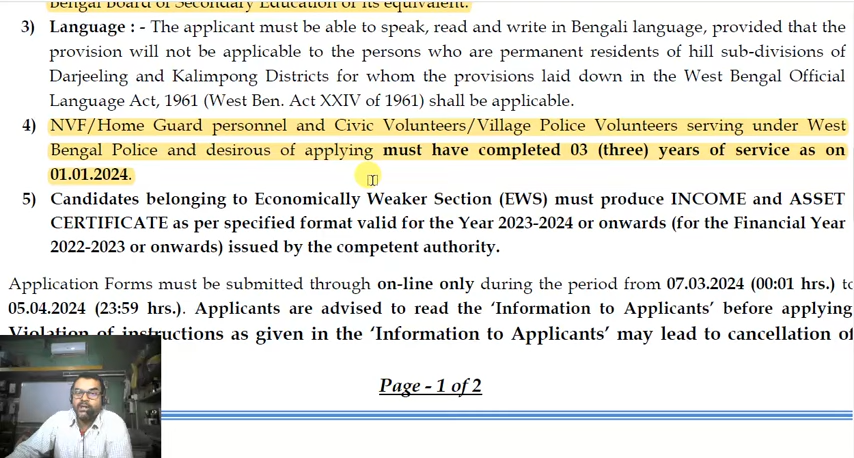 Bengal Board of Secondary Education or its equivalent.
3) Language : - The applicant must be able to speak, read and write in Bengali language, provided that the
provision will not be applicable to the persons who are permanent residents of hill sub-divisions of
Darjeeling and Kalimpong Districts for whom the provisions laid down in the West Bengal Official
Language Act, 1961 (West Ben. Act XXIV of 1961) shall be applicable.
4) NVF/Home Guard personnel and Civic Volunteers/Village Police Volunteers serving under West
Bengal Police and desirous of applying must have completed 03 (three) years of service as on
01.01.2024.
5) Candidates belonging to Economically Weaker Section (EWS) must produce INCOME and ASSET
CERTIFICATE as per specified format valid for the Year 2023-2024 or onwards (for the Financial Year
2022-2023 or onwards) issued by the competent authority.
Application Forms must be submitted through on-line only during the period from 07.03.2024 (00:01 hrs.) to
05.04.2024 (23:59 hrs.). Applicants are advised to read the 'Information to Applicants' before applying
Violation of instructions as given in the 'Information to Applicants' may lead to cancellation of
Page - 1 of 2